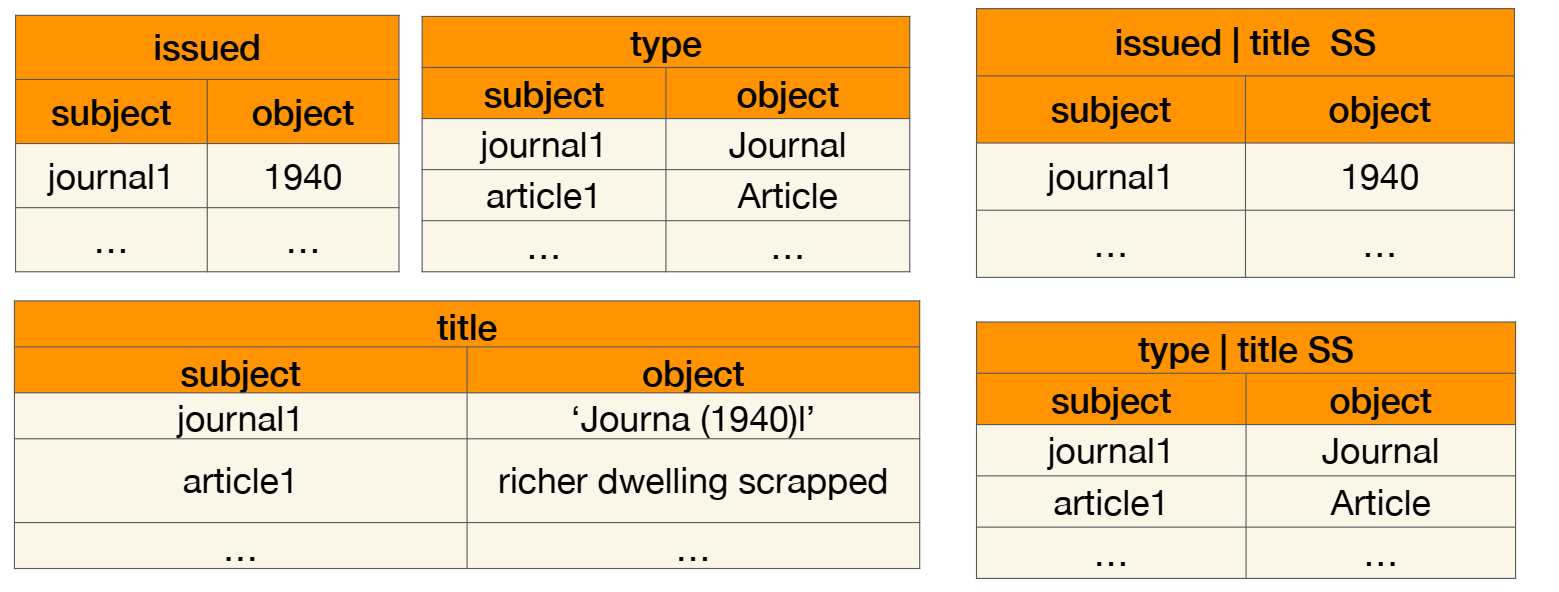 issued
subject object
journal1 1940
... ...
type
subject object
journal1 Journal
article1 Article
... ...
title
subject object
journal1 ‘Journa (1940)l’
article1 richer dwelling scrapped
... ...
issued | title SS
subject object
journal1 1940
... ...
type | title SS
subject object
journal1 Journal
article1 Article
... ...